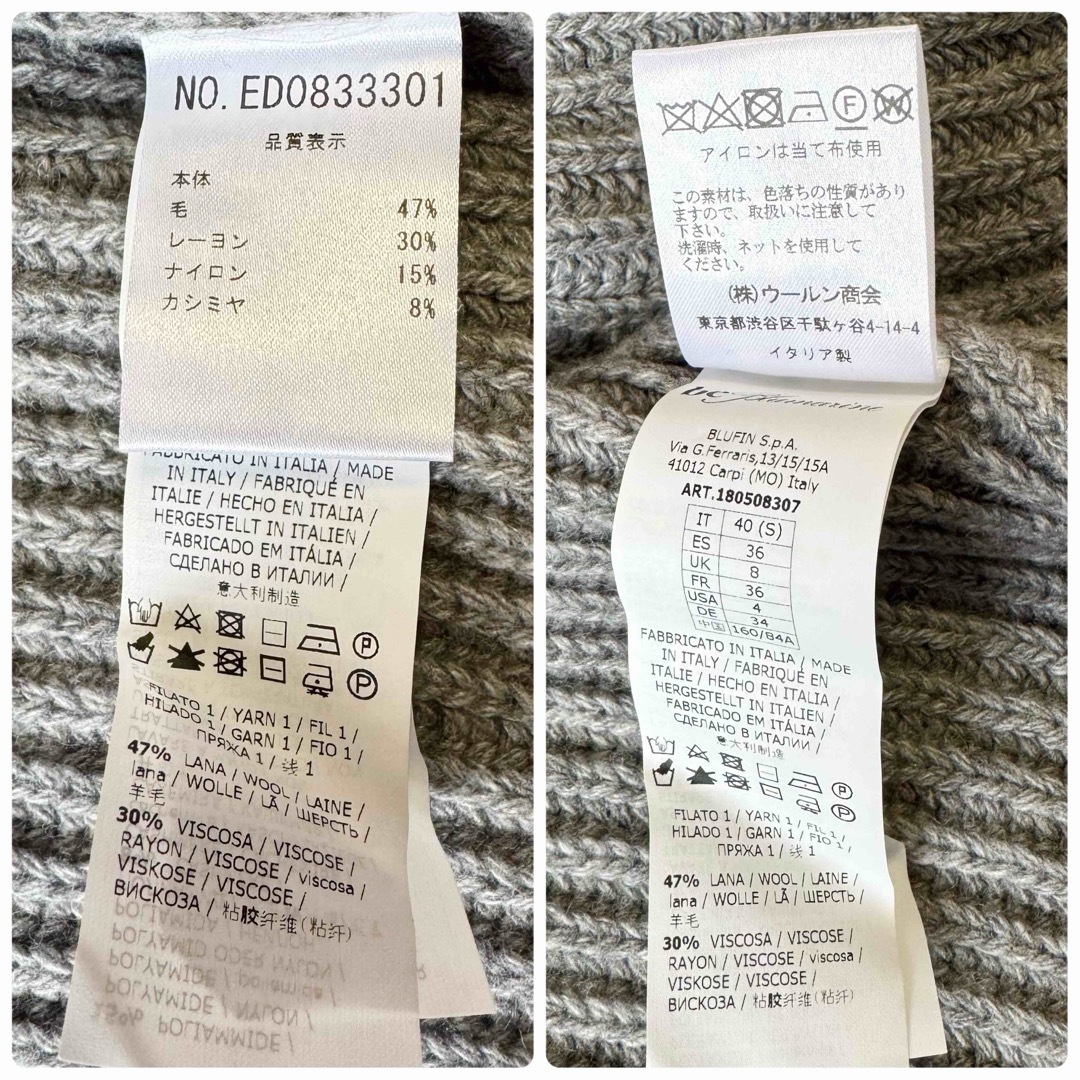 NO. ED0833301
品質表示
本体
毛 47%
レーヨン 30%
ナイロン 15%
カシミヤ 8%
FABBRICATO IN ITALIA / MADE
IN ITALY / FABRIQUÉ EN
ITALIE / HECHO EN ITALIA /
HERGESTELLT IN ITALIEN /
FABRICADO EM ITÁLIA /
СДЕЛАНО В ИТАЛИИ /
意大利制造
P
P
FILATO 1 / YARN 1 / FIL 1 /
HILADO 1 / GARN 1 / FIO 1 /
ПРЯЖА 1 / 线 1
47% LANA / WOOL / LAINE /
lana / WOLLE / LÃ / ШЕРСТЬ /
羊毛
30% VISCOSA / VISCOSE /
RAYON / VISCOSE / viscosa /
VISKOSE / VISCOSE /
ВИСКОЗА / 粘胶纤维(粘纤)
POLYAMID ODER NYLON /
POLYAMIDE / poliamida /
POLYAMIDE / NYLON /
15% POLIAMMIDE /
F W
アイロンは当て布使用
この素材は、色落ちの性質があり
ますので、取扱いに注意して
下さい。
洗濯時、ネットを使用して
ください。
(株)ウールン商会
東京都渋谷区千駄ヶ谷4-14-4
イタリア製
blumarine
BLUFIN S.p.A.
Via G.Ferraris,13/15/15A
41012 Carpi (MO) Italy
ART.180508307
IT 40 (S)
ES 36
UK 8
FR 36
USA 4
DE 34
中国 160/84A
FABBRICATO IN ITALIA / MADE
IN ITALY / FABRIQUÉ EN
ITALIE / HECHO EN ITALIA /
HERGESTELLT IN ITALIEN /
FABRICADO EM ITÁLIA /
СДЕЛАНО В ИТАЛИИ /
意大利制造
P
P
FILATO 1 / YARN 1 / FIL 1 /
HILADO 1 / GARN 1 / FIO 1 /
ПРЯЖА 1 / 线 1
47% LANA / WOOL / LAINE /
lana / WOLLE / LÃ / ШЕРСТЬ /
羊毛
30% VISCOSA / VISCOSE /
RAYON / VISCOSE / viscosa /
VISKOSE / VISCOSE /
ВИСКОЗА / 粘胶纤维(粘纤)